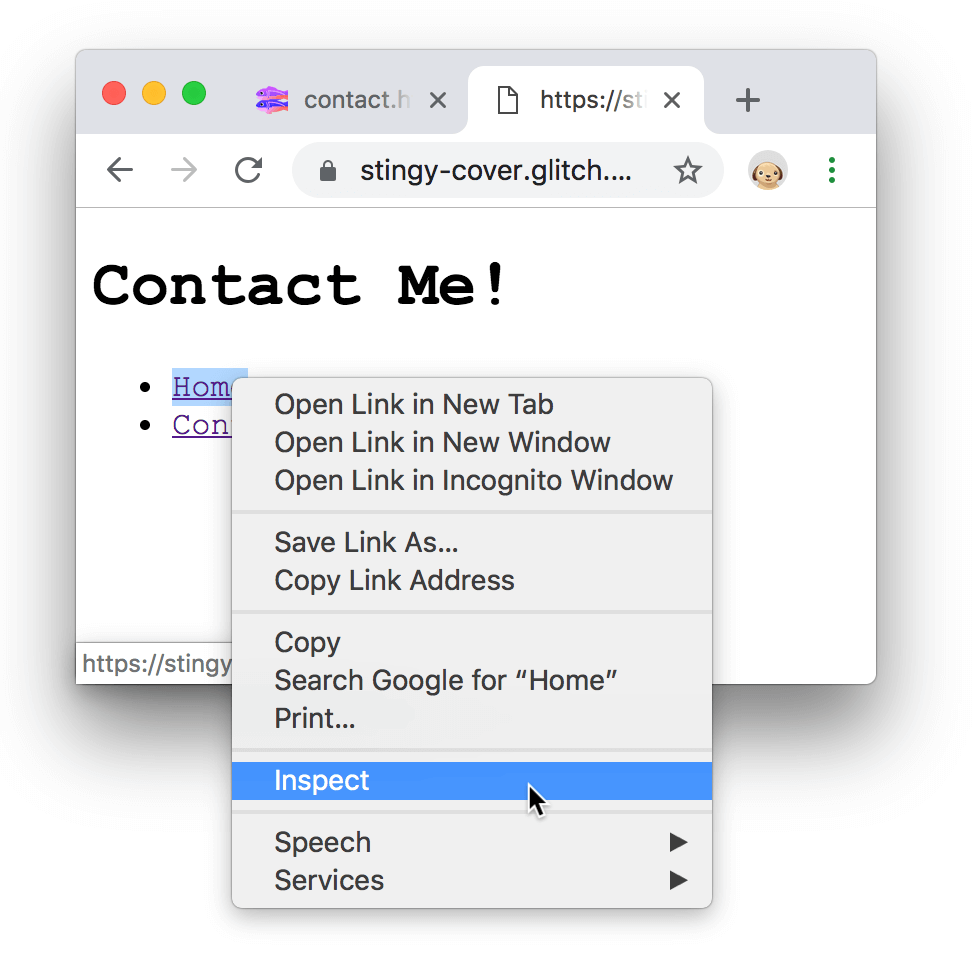 contact.h
https://sti
stingy-cover.glitch....
Contact Me!
Home
Con
Open Link in New Tab
Open Link in New Window
Open Link in Incognito Window
Save Link As...
Copy Link Address
https://stingy
Copy
Search Google for “Home”
Print...
Inspect
Speech
Services